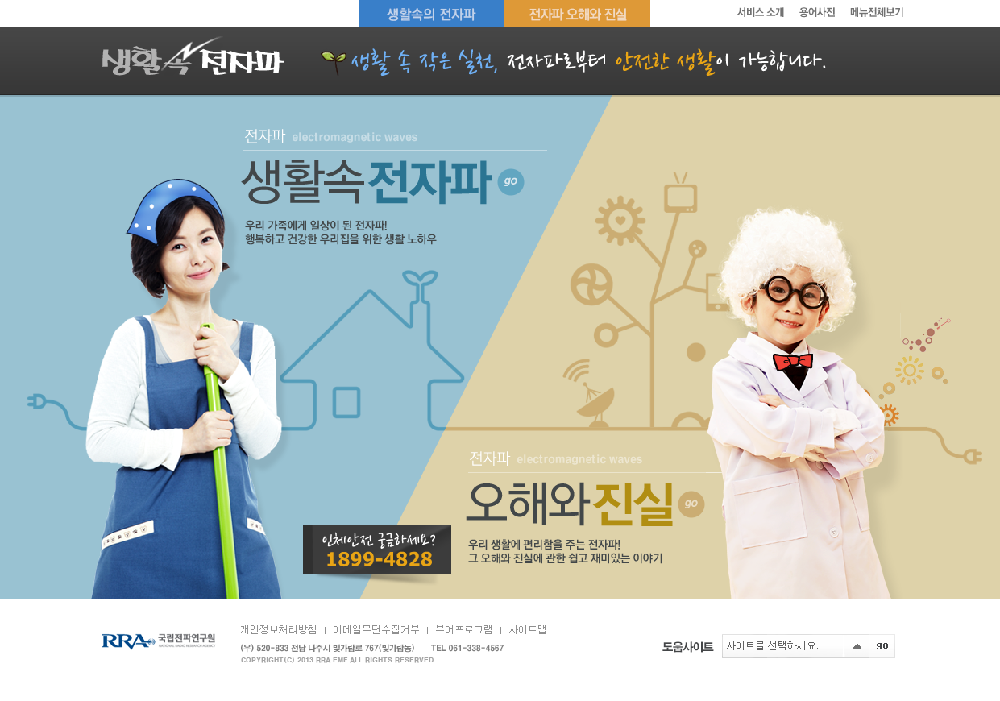 생활속의 전자파
전자파 오해와 진실
서비스 소개 용어사전 메뉴전체보기
생활 속 전자파
생활 속 작은 실천, 전자파로부터 안전한 생활이 가능합니다.
전자파 electromagnetic waves
생활속 전자파 go
우리 가족에게 일상이 된 전자파!
행복하고 건강한 우리집을 위한 생활 노하우
전자파 electromagnetic waves
오해와 진실 go
우리 생활에 편리함을 주는 전자파!
그 오해와 진실에 관한 쉽고 재미있는 이야기
인체안전 궁금하세요?
1899-4828
개인정보처리방침 | 이메일무단수집거부 | 뷰어프로그램 | 사이트맵
RRA 국립전파연구원
NATIONAL RADIO RESEARCH AGENCY
(우) 520-833 전남 나주시 빛가람로 767(빛가람동) TEL 061-338-4567
COPYRIGHT(C) 2013 RRA EMF ALL RIGHTS RESERVED.
도움사이트 사이트를 선택하세요. GO